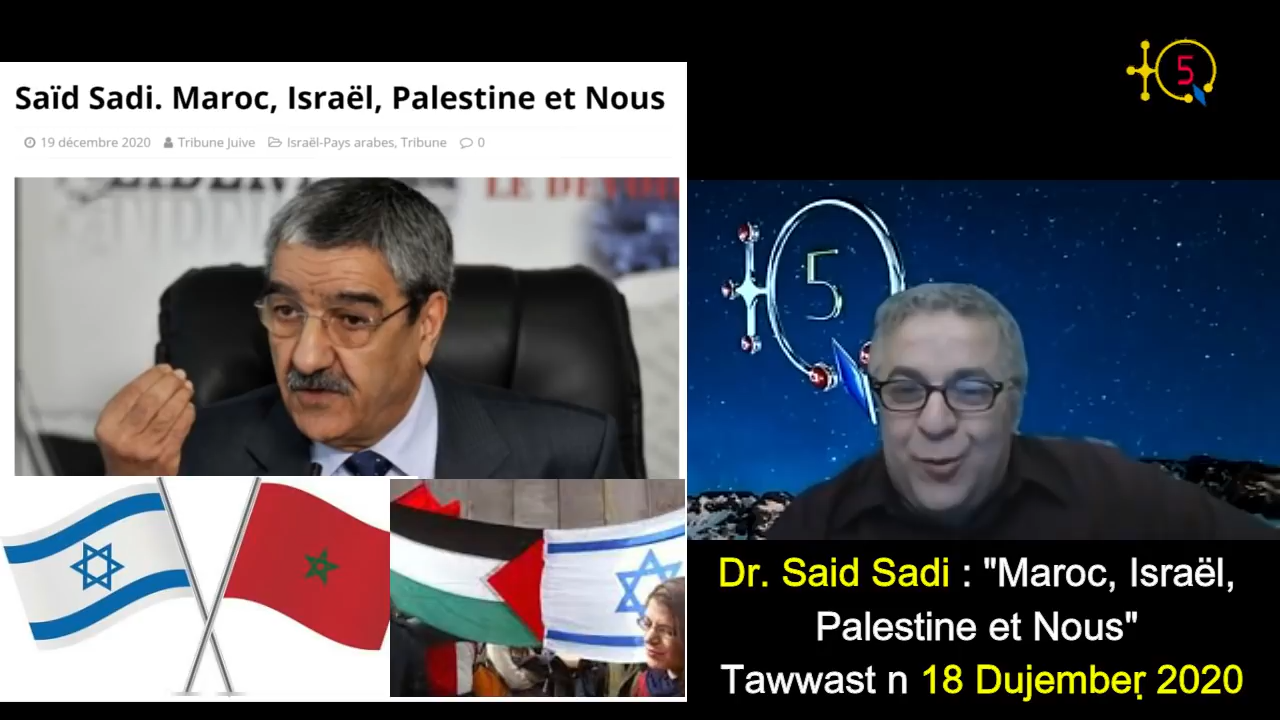 Saïd Sadi. Maroc, Israël, Palestine et Nous
19 décembre 2020 Tribune Juive Israël-Pays arabes, Tribune 0
5
5
Dr. Said Sadi : "Maroc, Israël,
Palestine et Nous"
Tawwast n 18 Dujembeṛ 2020